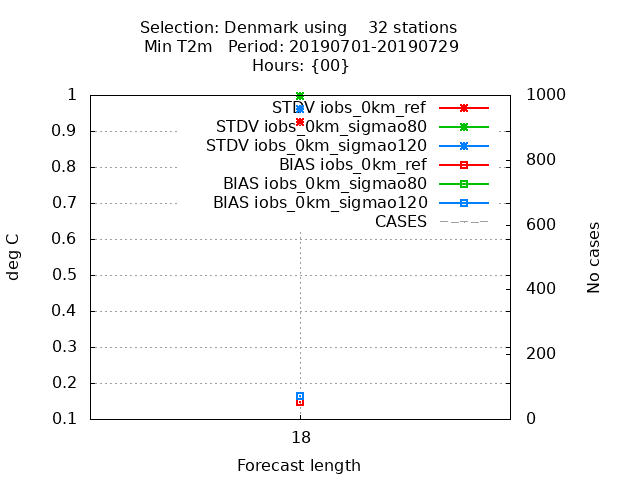 Selection: Denmark using    32 stations
Min T2m   Period: 20190701-20190729
Hours: {00}
STDV iobs_0km_ref
STDV iobs_0km_sigmao80
STDV iobs_0km_sigmao120
BIAS iobs_0km_ref
BIAS iobs_0km_sigmao80
BIAS iobs_0km_sigmao120
CASES
1
0.9
0.8
0.7
0.6
0.5
0.4
0.3
0.2
0.1
deg C
1000
800
600
400
200
0
No cases
18
Forecast length